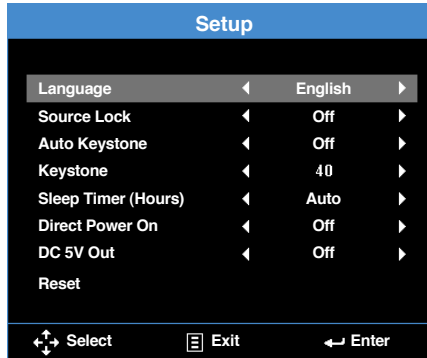 Setup
Language English
Source Lock Off
Auto Keystone Off
Keystone 40
Sleep Timer (Hours) Auto
Direct Power On Off
DC 5V Out Off
Reset
Select Exit Enter